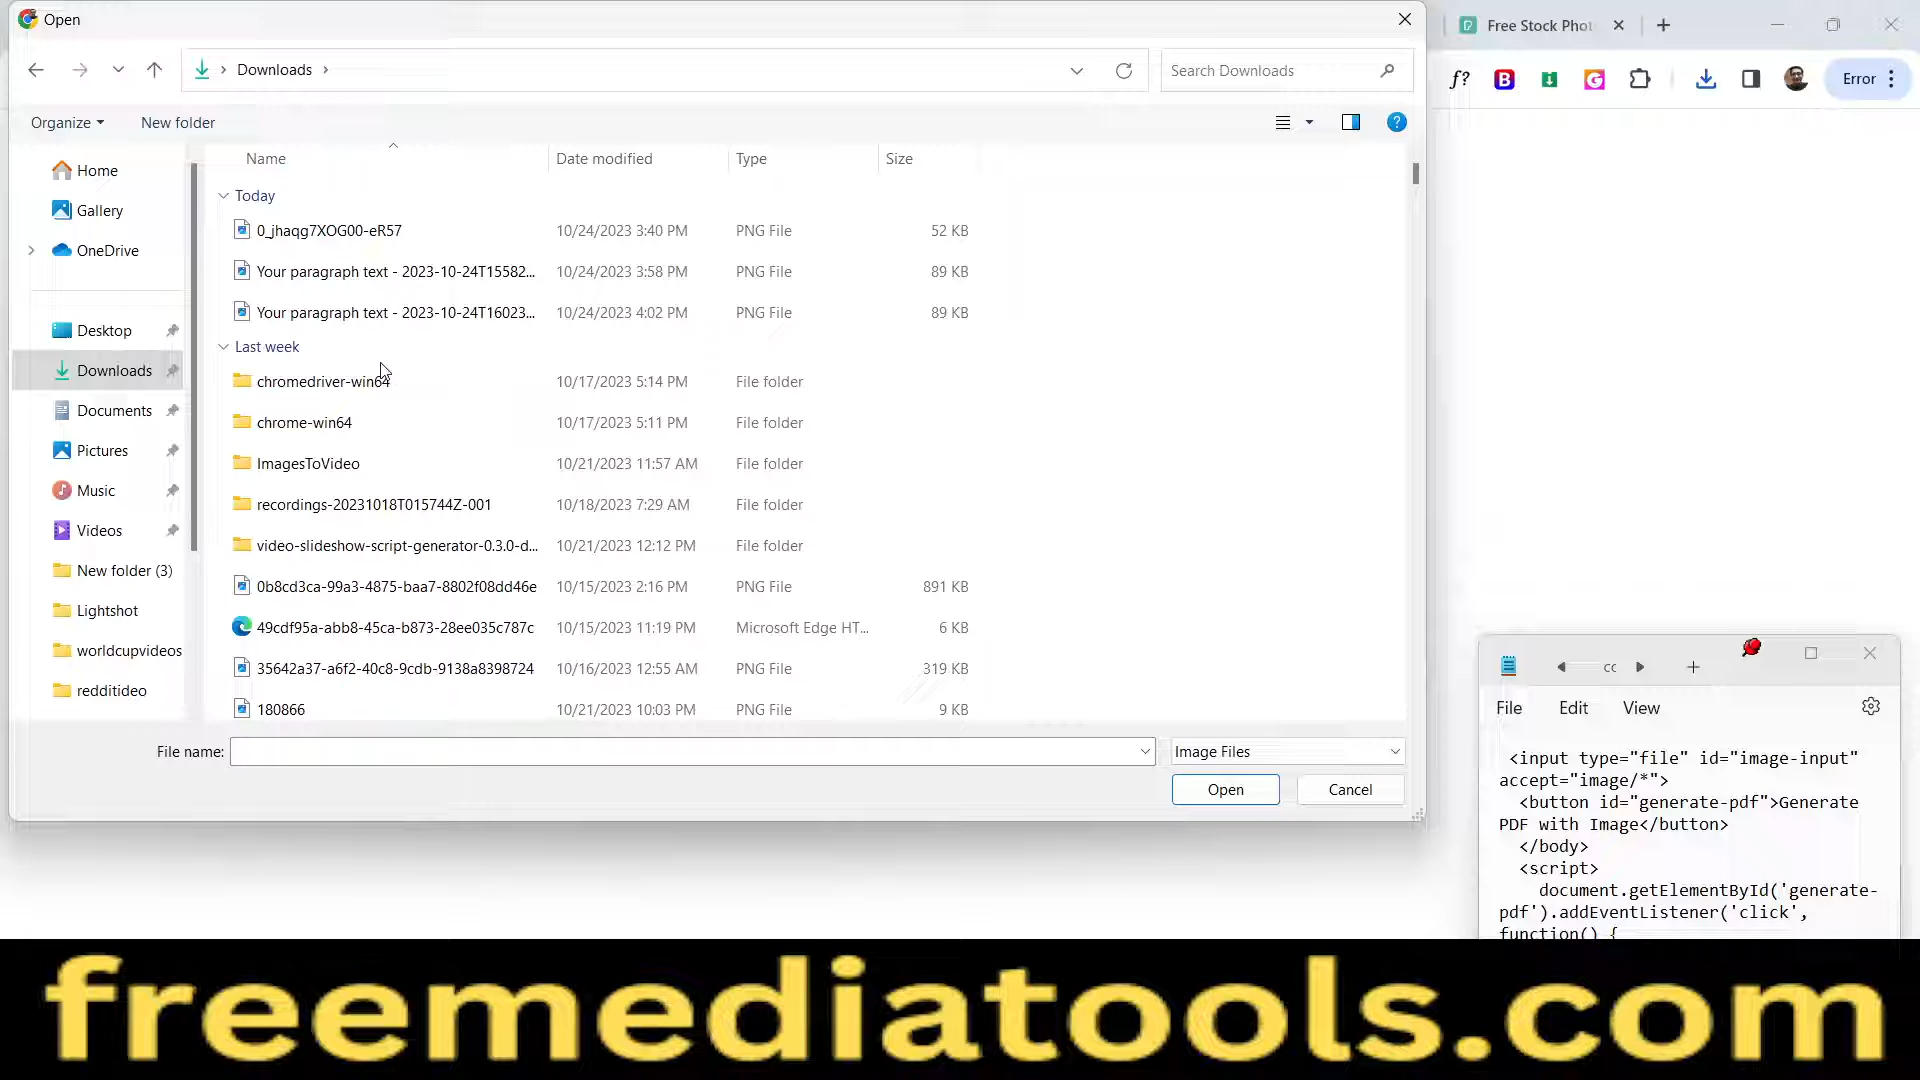 Open
Free Stock Phot
Downloads
Search Downloads
f?
B
G
Error
Organize
New folder
?
Name
Date modified
Type
Size
Home
Gallery
OneDrive
Desktop
Downloads
Documents
Pictures
Music
Videos
New folder (3)
Lightshot
worldcupvideos
redditideo
Today
0_jhaqg7XOG00-eR57 10/24/2023 3:40 PM PNG File 52 KB
Your paragraph text - 2023-10-24T15582... 10/24/2023 3:58 PM PNG File 89 KB
Your paragraph text - 2023-10-24T16023... 10/24/2023 4:02 PM PNG File 89 KB
Last week
chromedriver-win64 10/17/2023 5:14 PM File folder
chrome-win64 10/17/2023 5:11 PM File folder
ImagesToVideo 10/21/2023 11:57 AM File folder
recordings-20231018T015744Z-001 10/18/2023 7:29 AM File folder
video-slideshow-script-generator-0.3.0-d... 10/21/2023 12:12 PM File folder
0b8cd3ca-99a3-4875-baa7-8802f08dd46e 10/15/2023 2:16 PM PNG File 891 KB
49cdf95a-abb8-45ca-b873-28ee035c787c 10/15/2023 11:19 PM Microsoft Edge HT... 6 KB
35642a37-a6f2-40c8-9cdb-9138a8398724 10/16/2023 12:55 AM PNG File 319 KB
180866 10/21/2023 10:03 PM PNG File 9 KB
File name:
Image Files
Open
Cancel
cc
File Edit View
<input type="file" id="image-input"
accept="image/*">
<button id="generate-pdf">Generate
PDF with Image</button>
</body>
<script>
document.getElementById('generate-
pdf').addEventListener('click',
function() {
freemediatools.com